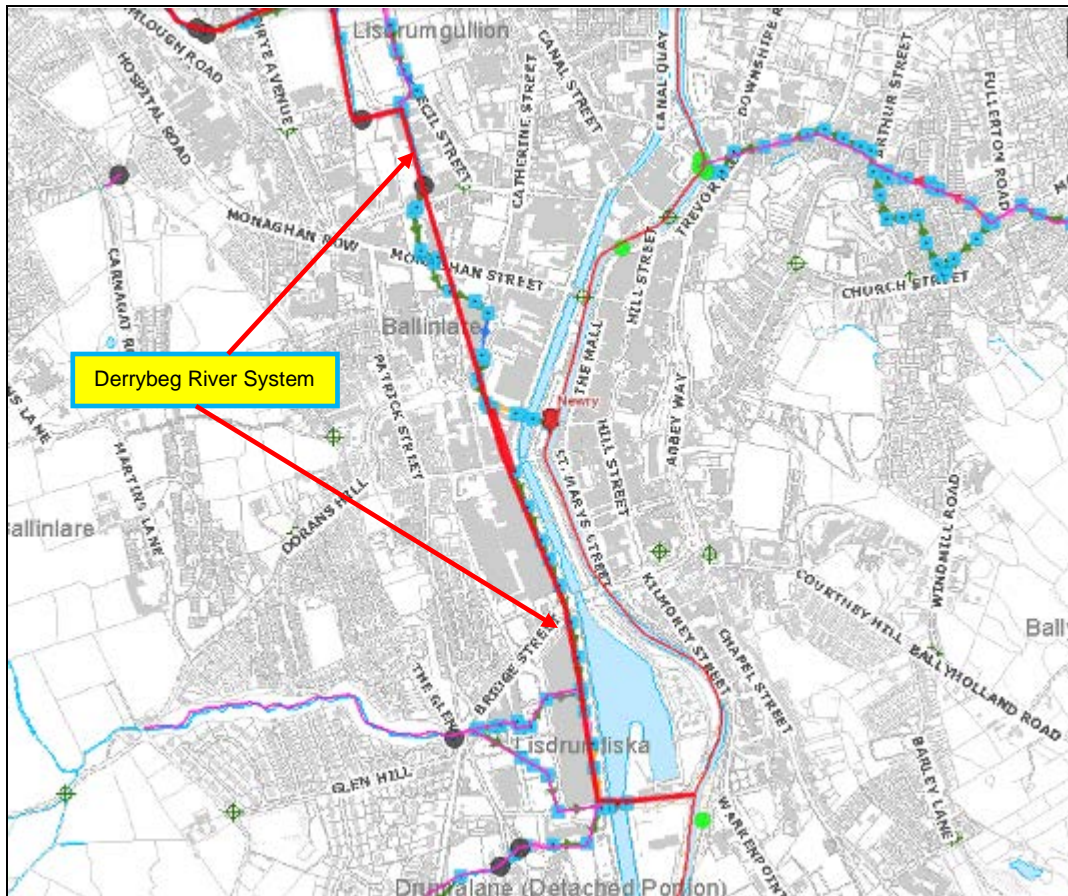 Lisdrumgullion
HOSPITAL ROAD
CATHERINE STREET
CANAL STREET
CANAL QUAY
ARTHUR STREET
FULLERTON ROAD
MONAGHAN ROW
MONAGHAN STREET
HILL STREET
CHURCH STREET
Ballinlare
Derrybeg River System
THE MALL
Newry
PATRICK STREET
HILL STREET
ABBEY WAY
MARTINS LANE
DORANS HILL
ST. MARYS STREET
Ballinlare
WINDMILL ROAD
KILMOREY STREET
COURTNEY HILL
CHAPEL STREET
BALLYHOLLAND ROAD
Bally
BRIDGE STREET
THE GLEN
Lisdrumliska
GLEN HILL
BARLEY LANE
Drumalane (Detached Portion)